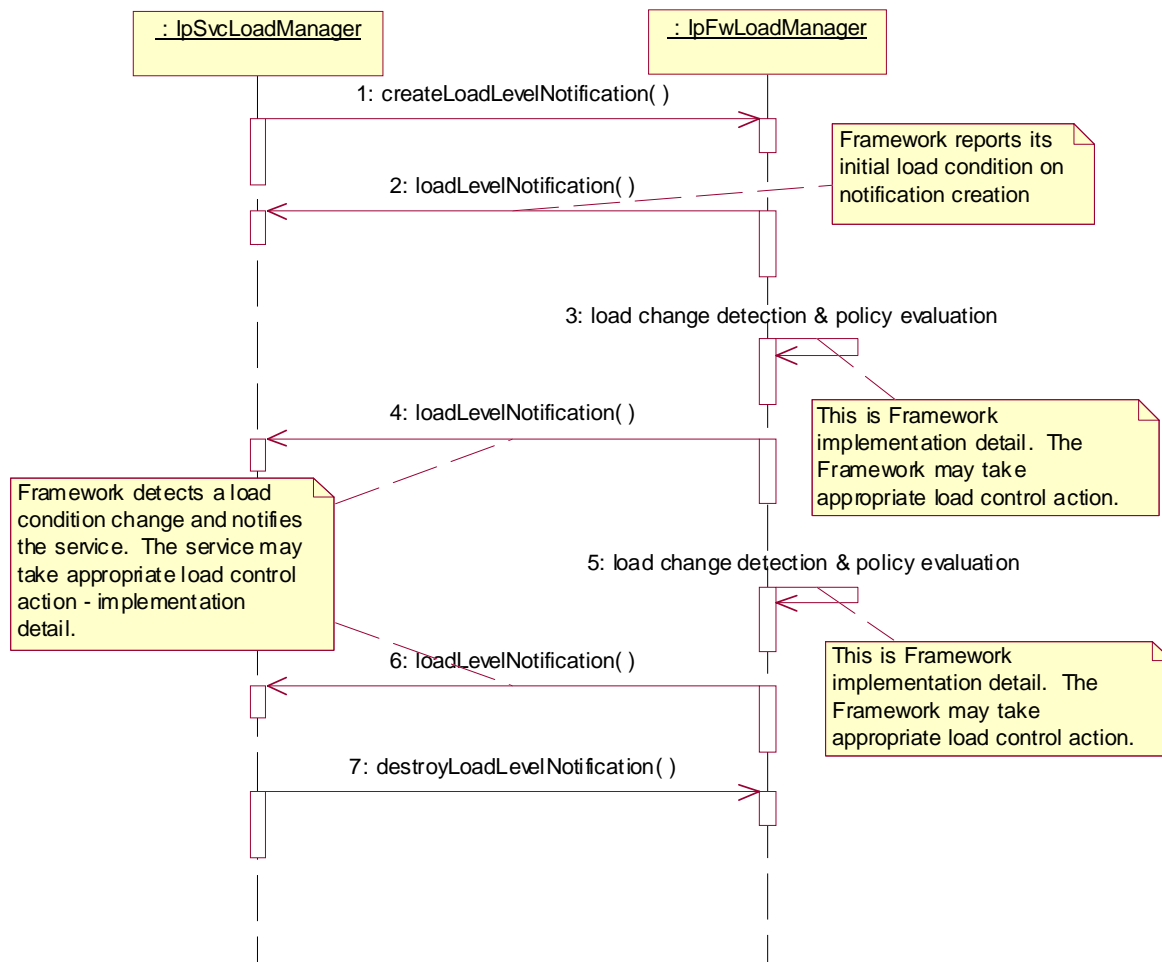 : IpSvcLoadManager
: IpFwLoadManager
1: createLoadLevelNotification( )
Framework reports its
initial load condition on
notification creation
2: loadLevelNotification( )
3: load change detection & policy evaluation
This is Framework
implementation detail.  The
Framework may take
appropriate load control action.
4: loadLevelNotification( )
Framework detects a load
condition change and notifies
the service.  The service may
take appropriate load control
action - implementation
detail.
5: load change detection & policy evaluation
This is Framework
implementation detail.  The
Framework may take
appropriate load control action.
6: loadLevelNotification( )
7: destroyLoadLevelNotification( )